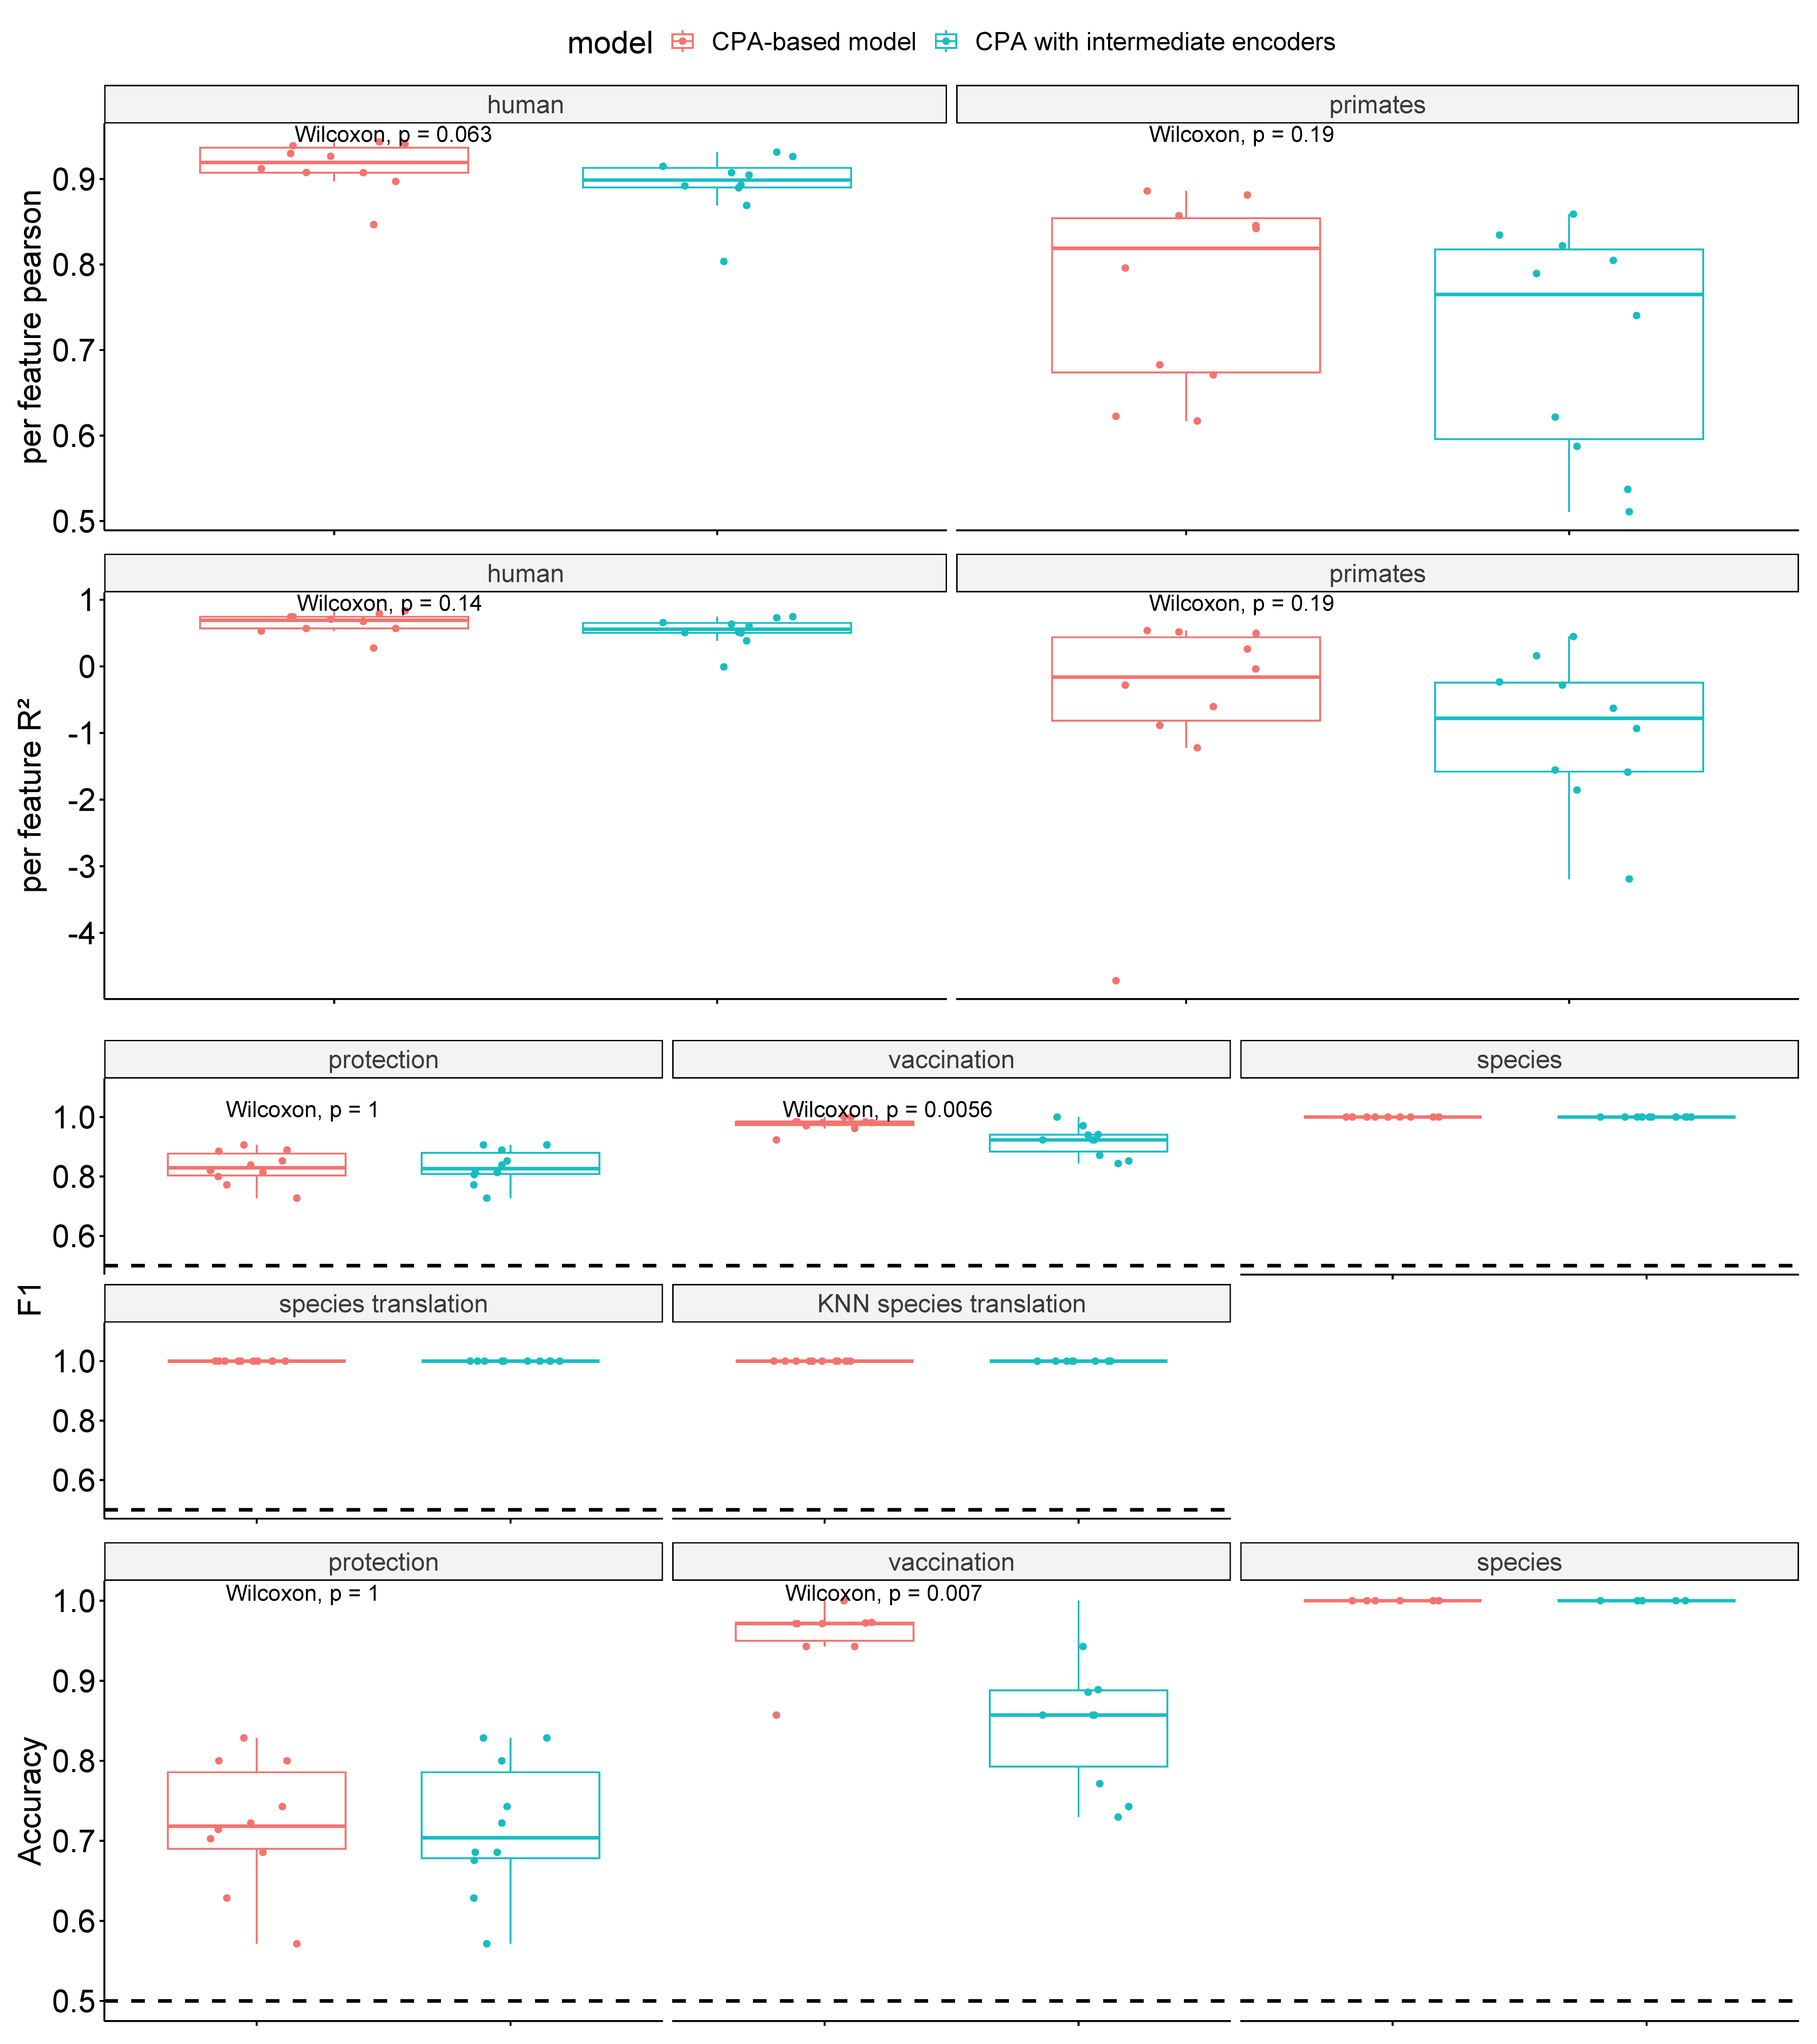 model CPA-based model CPA with intermediate encoders
human primates
Wilcoxon, p = 0.063 Wilcoxon, p = 0.19
per feature pearson
0.9
0.8
0.7
0.6
0.5
human primates
Wilcoxon, p = 0.14 Wilcoxon, p = 0.19
per feature R²
1
0
-1
-2
-3
-4
protection vaccination species
Wilcoxon, p = 1 Wilcoxon, p = 0.0056
F1
1.0
0.8
0.6
species translation KNN species translation
1.0
0.8
0.6
protection vaccination species
Wilcoxon, p = 1 Wilcoxon, p = 0.007
Accuracy
1.0
0.9
0.8
0.7
0.6
0.5